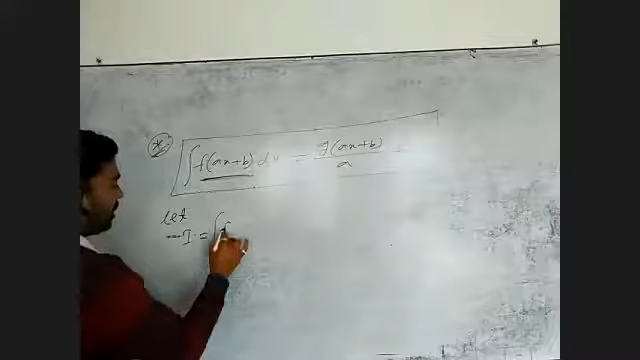 * ∫ f(ax+b) dx = g(ax+b) / a
let
I = ∫ f